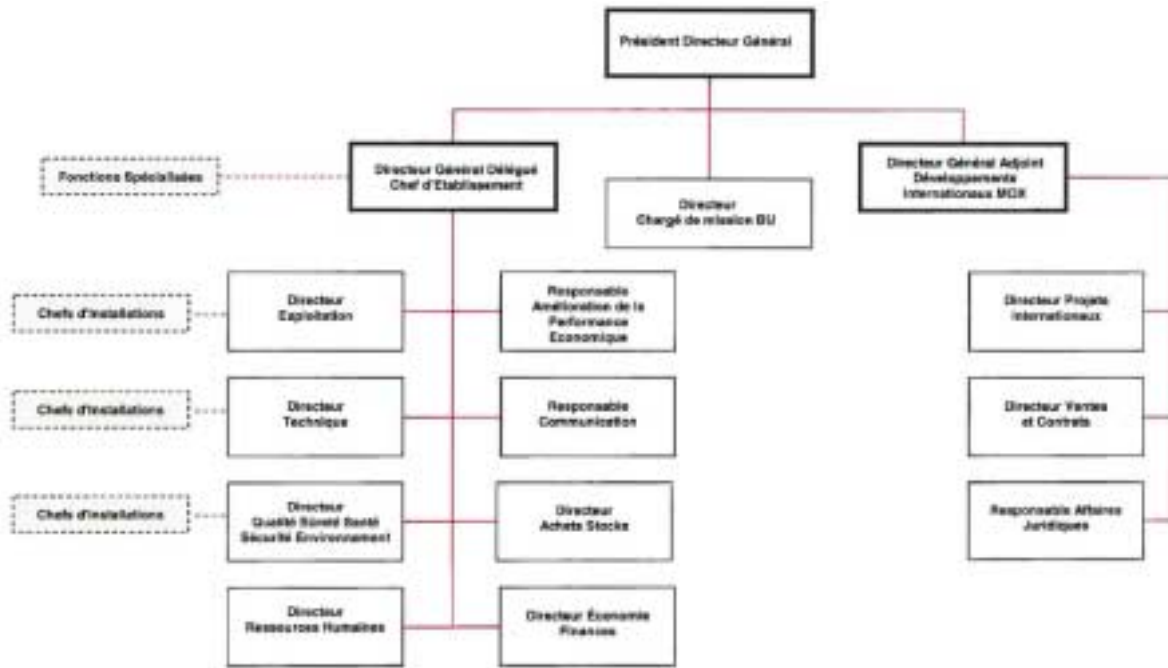 Président Directeur Général
Fonctions Spécialisées
Directeur Général Délégué
Chef d'Etablissement
Directeur
Chargé de mission BU
Directeur Général Adjoint
Développements
Internationaux MOX
Chefs d'Installations
Directeur
Exploitation
Responsable
Amélioration de la
Performance
Economique
Directeur Projets
Internationaux
Chefs d'Installations
Directeur
Technique
Responsable
Communication
Directeur Ventes
et Contrats
Chefs d'Installations
Directeur
Qualité Sûreté Santé
Sécurité Environnement
Directeur
Achats Stocks
Responsable Affaires
Juridiques
Directeur
Ressources Humaines
Directeur Économie
Finances